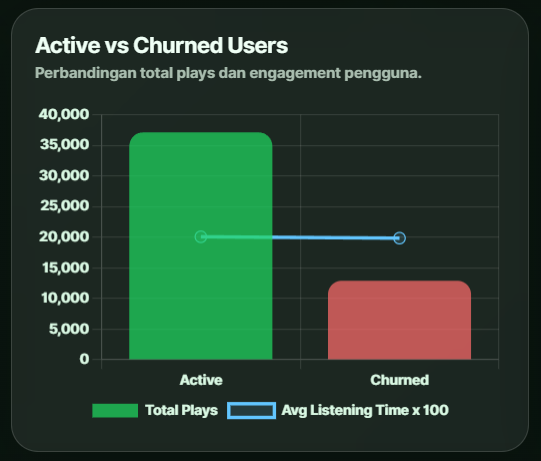 Active vs Churned Users
Perbandingan total plays dan engagement pengguna.
40,000
35,000
30,000
25,000
20,000
15,000
10,000
5,000
0
Active Churned
Total Plays Avg Listening Time x 100